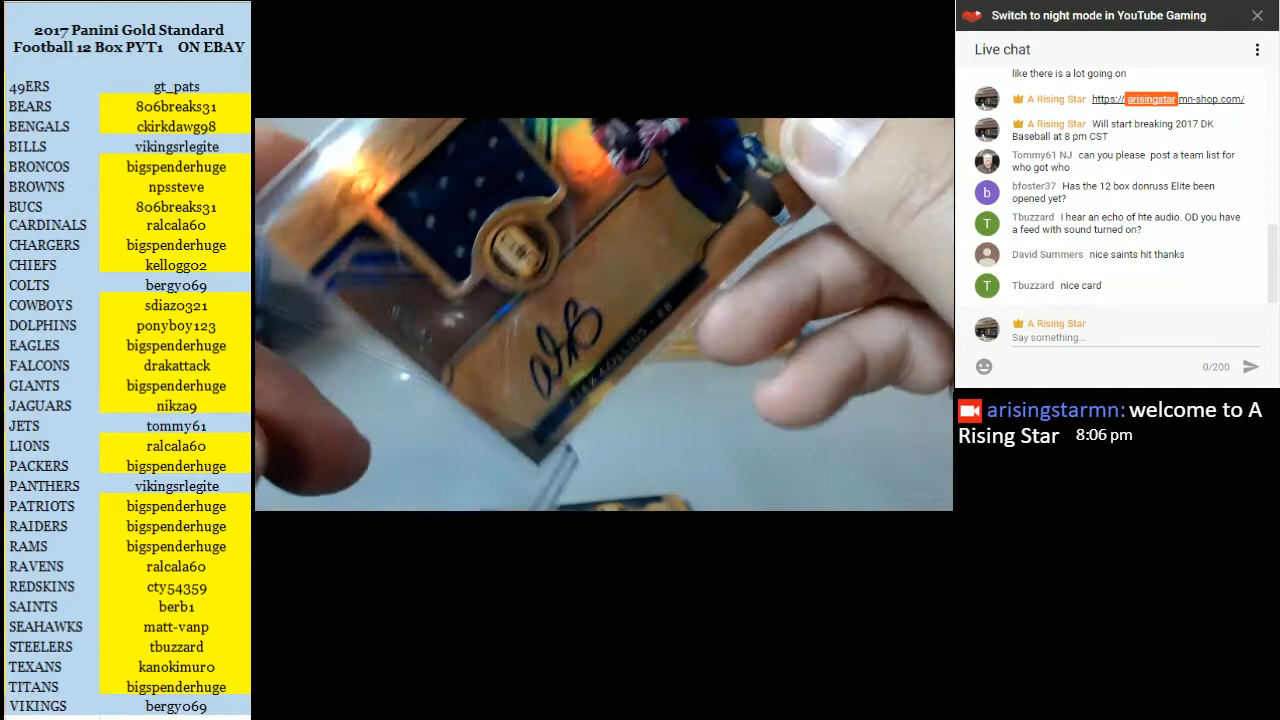 2017 Panini Gold Standard
Football 12 Box PYT1 ON EBAY
49ERS gt_pats
BEARS 806breaks31
BENGALS ckirkdawg98
BILLS vikingsrlegite
BRONCOS bigspenderhuge
BROWNS npssteve
BUCS 806breaks31
CARDINALS ralcala60
CHARGERS bigspenderhuge
CHIEFS kellogg02
COLTS bergy069
COWBOYS sdiazo321
DOLPHINS ponyboy123
EAGLES bigspenderhuge
FALCONS drakattack
GIANTS bigspenderhuge
JAGUARS nikza9
JETS tommy61
LIONS ralcala60
PACKERS bigspenderhuge
PANTHERS vikingsrlegite
PATRIOTS bigspenderhuge
RAIDERS bigspenderhuge
RAMS bigspenderhuge
RAVENS ralcala60
REDSKINS cty54359
SAINTS berb1
SEAHAWKS matt-vanp
STEELERS tbuzzard
TEXANS kanokimuro
TITANS bigspenderhuge
VIKINGS bergy069
Switch to night mode in YouTube Gaming
Live chat
like there is a lot going on
A Rising Star https://arisingstarmn-shop.com/
A Rising Star Will start breaking 2017 DK
Baseball at 8 pm CST
Tommy61 NJ can you please post a team list for
who got who
b
bfoster37 Has the 12 box donruss Elite been
opened yet?
T
Tbuzzard I hear an echo of hte audio. OD you have
a feed with sound turned on?
David Summers nice saints hit thanks
T
Tbuzzard nice card
A Rising Star
Say something...
0/200
arisingstarmn: welcome to A
Rising Star 8:06 pm